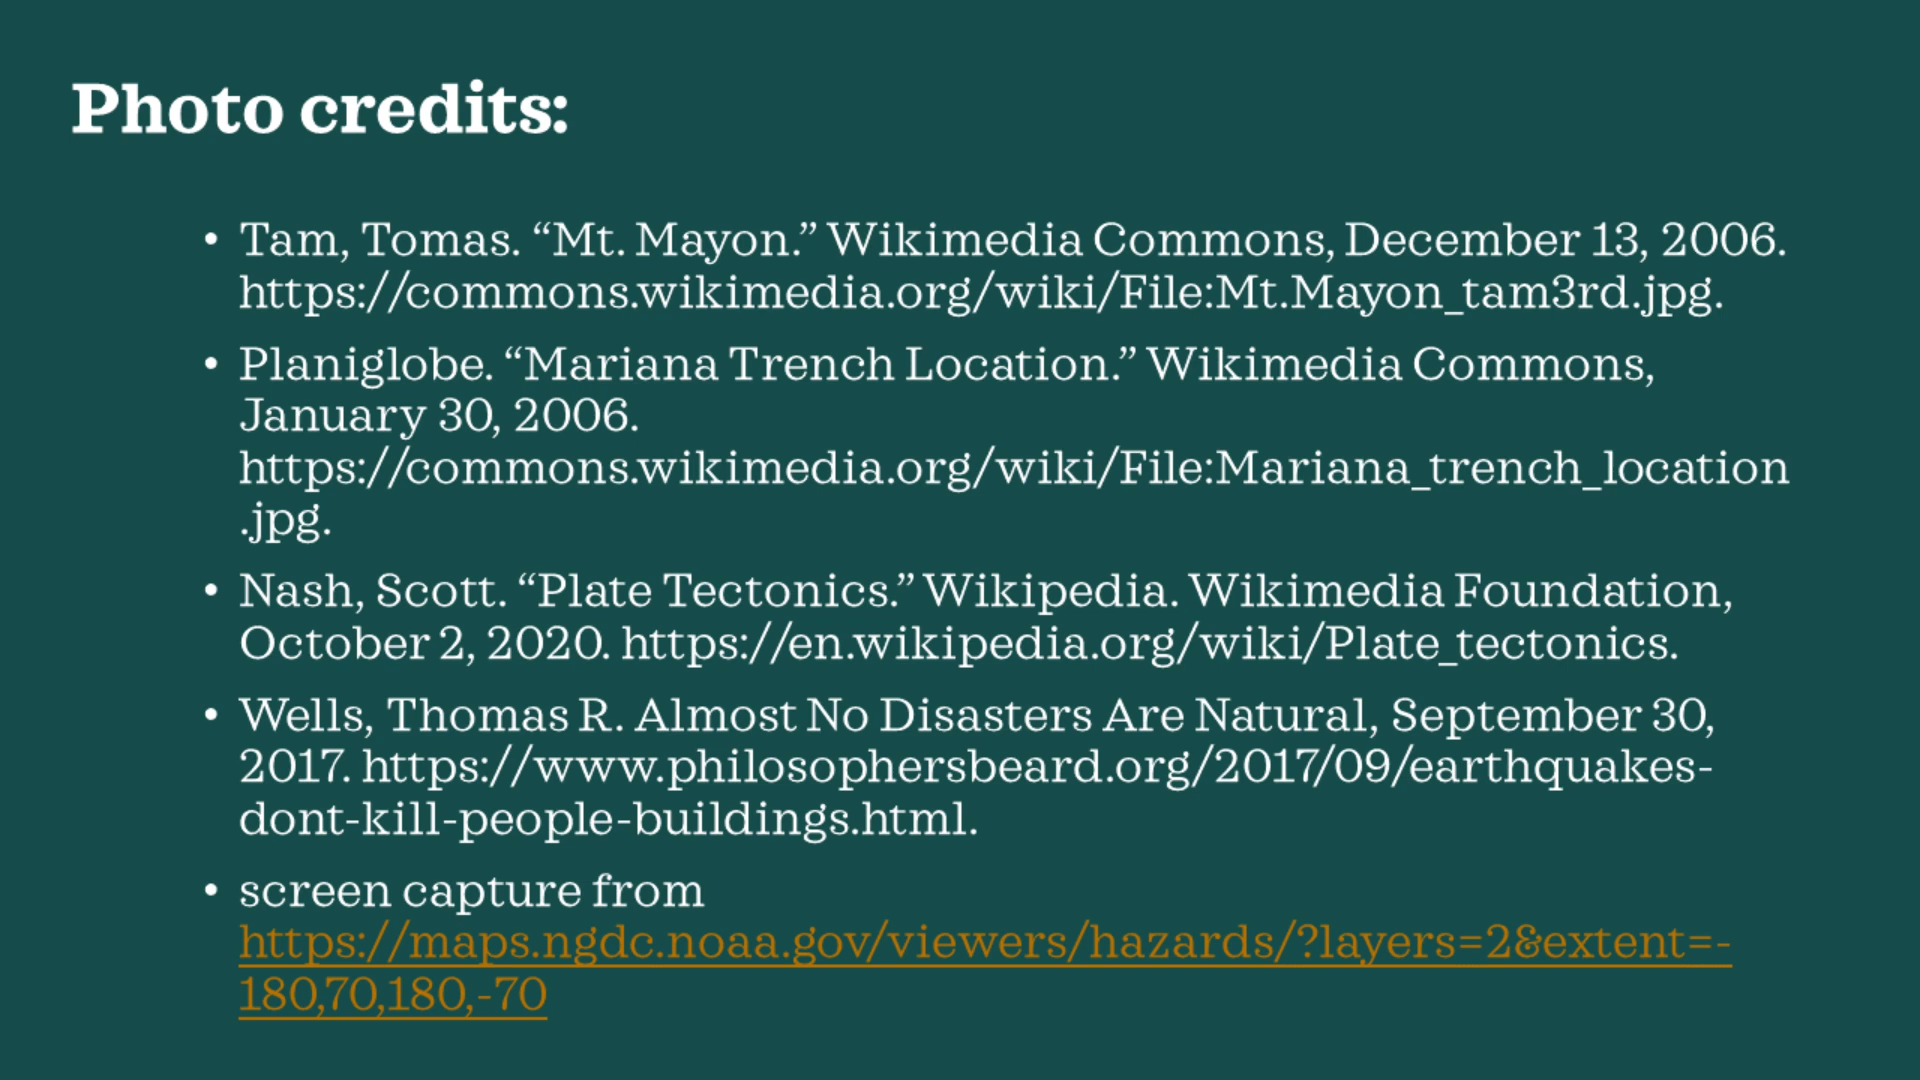 Photo credits:
• Tam, Tomas. “Mt. Mayon.” Wikimedia Commons, December 13, 2006.
https://commons.wikimedia.org/wiki/File:Mt.Mayon_tam3rd.jpg.
• Planiglobe. “Mariana Trench Location.” Wikimedia Commons,
January 30, 2006.
https://commons.wikimedia.org/wiki/File:Mariana_trench_location
.jpg.
• Nash, Scott. “Plate Tectonics.” Wikipedia. Wikimedia Foundation,
October 2, 2020. https://en.wikipedia.org/wiki/Plate_tectonics.
• Wells, Thomas R. Almost No Disasters Are Natural, September 30,
2017. https://www.philosophersbeard.org/2017/09/earthquakes-
dont-kill-people-buildings.html.
• screen capture from
https://maps.ngdc.noaa.gov/viewers/hazards/?layers=2&extent=-
180,70,180,-70